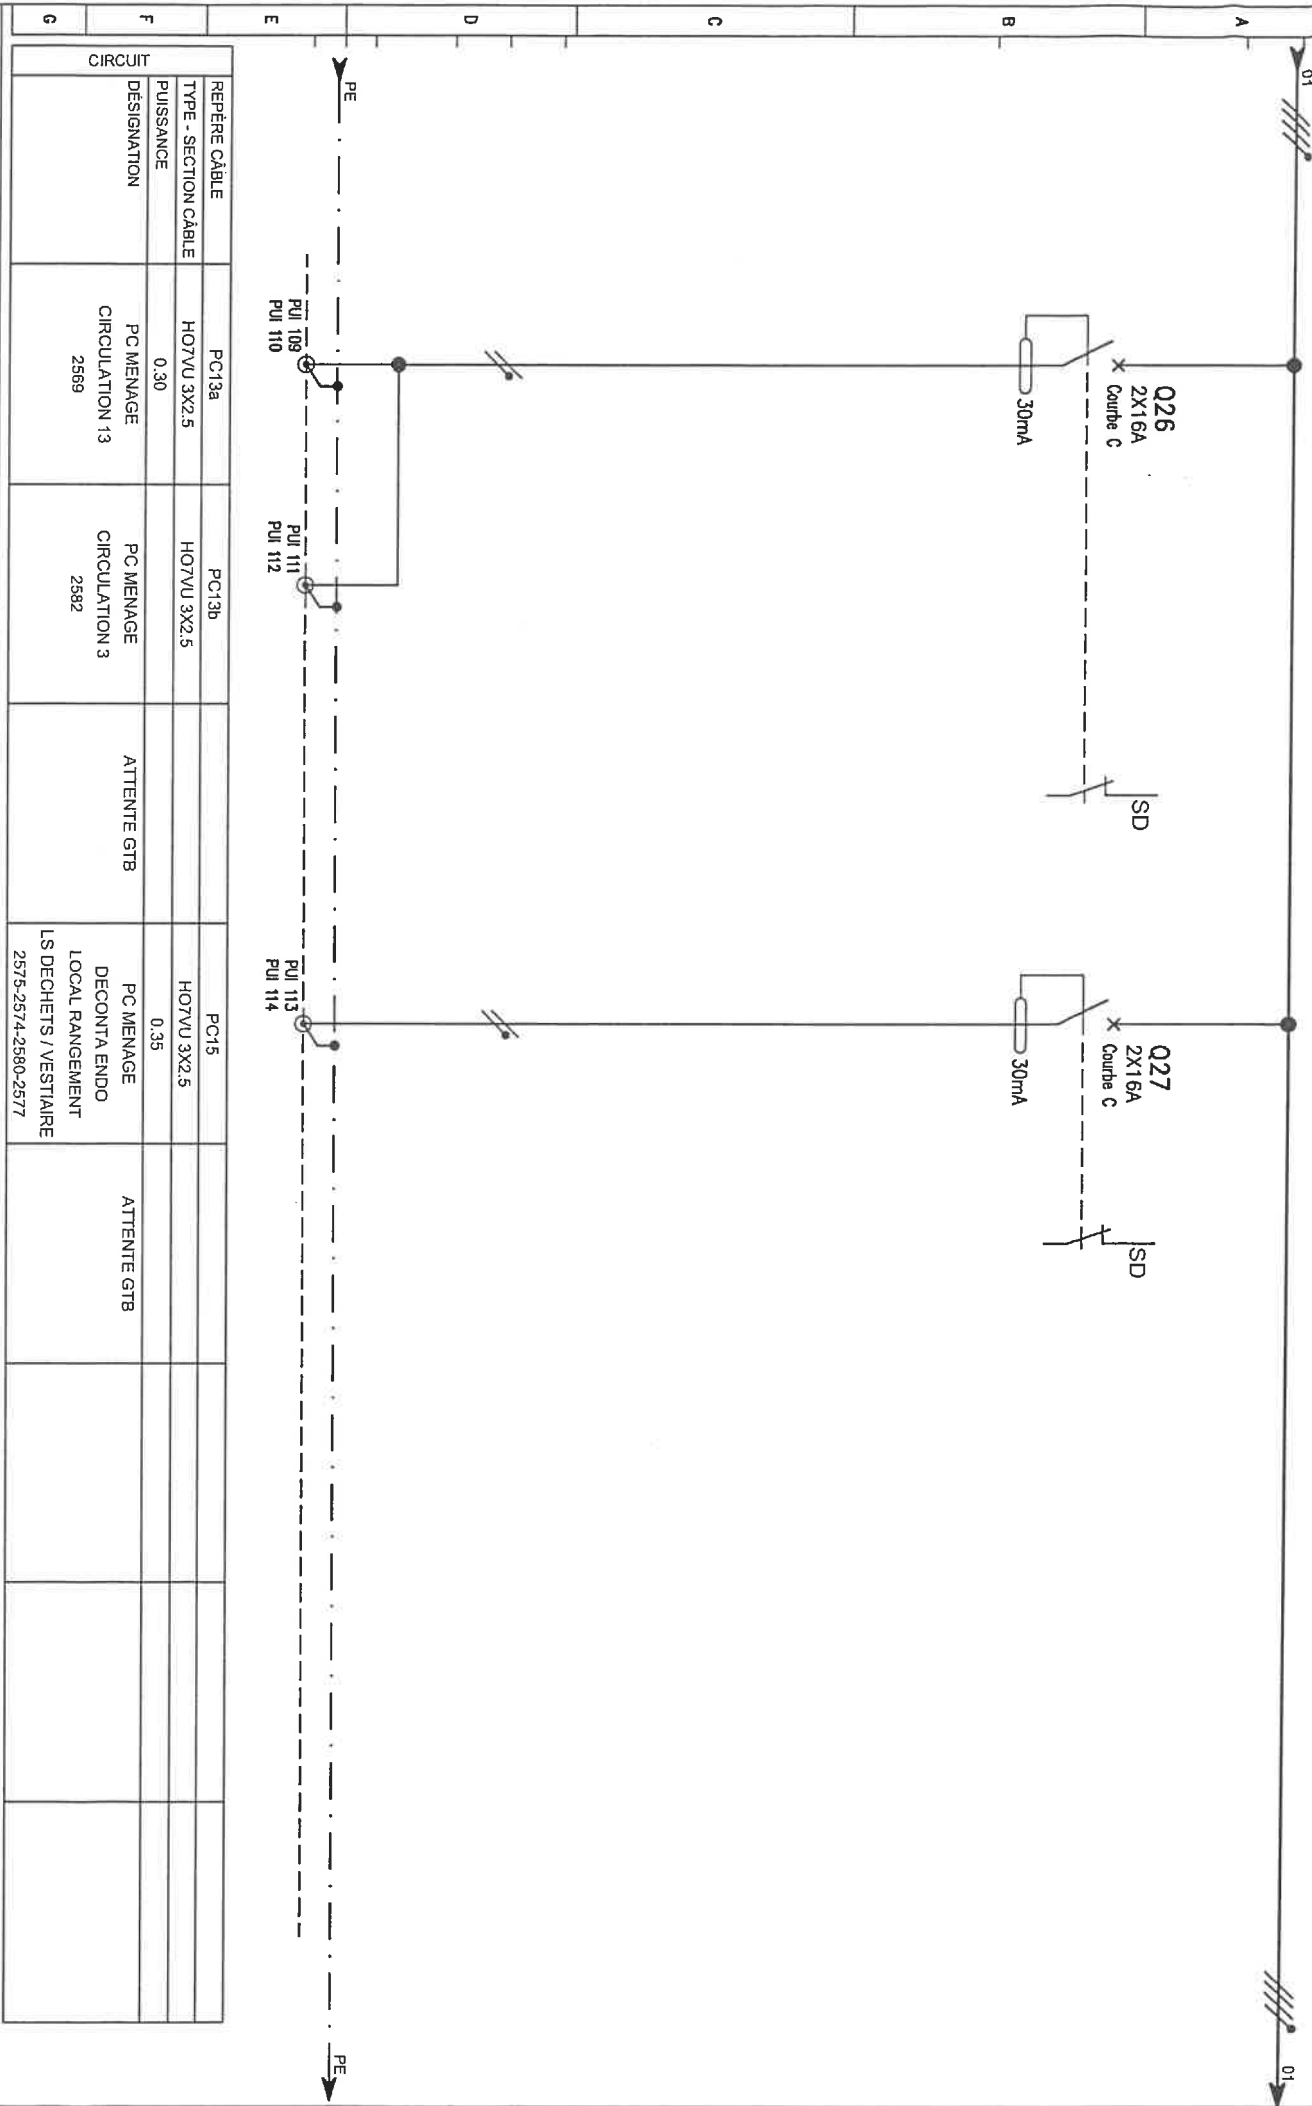 A
B
C
D
E
F
G
01
01
Q26
2X16A
Courbe C
30mA
SD
Q27
2X16A
Courbe C
30mA
SD
PE
PE
PUI 109
PUI 110
PUI 111
PUI 112
PUI 113
PUI 114
CIRCUIT
REPÈRE CÂBLE
PC13a
PC13b
PC15
TYPE - SECTION CÂBLE
HO7VU 3X2.5
HO7VU 3X2.5
HO7VU 3X2.5
PUISSANCE
0.30
0.35
DÉSIGNATION
PC MENAGE
CIRCULATION 13
2569
PC MENAGE
CIRCULATION 3
2582
ATTENTE GTB
PC MENAGE
DECONTA ENDO
LOCAL RANGEMENT
LS DECHETS / VESTIAIRE
2575-2574-2580-2577
ATTENTE GTB